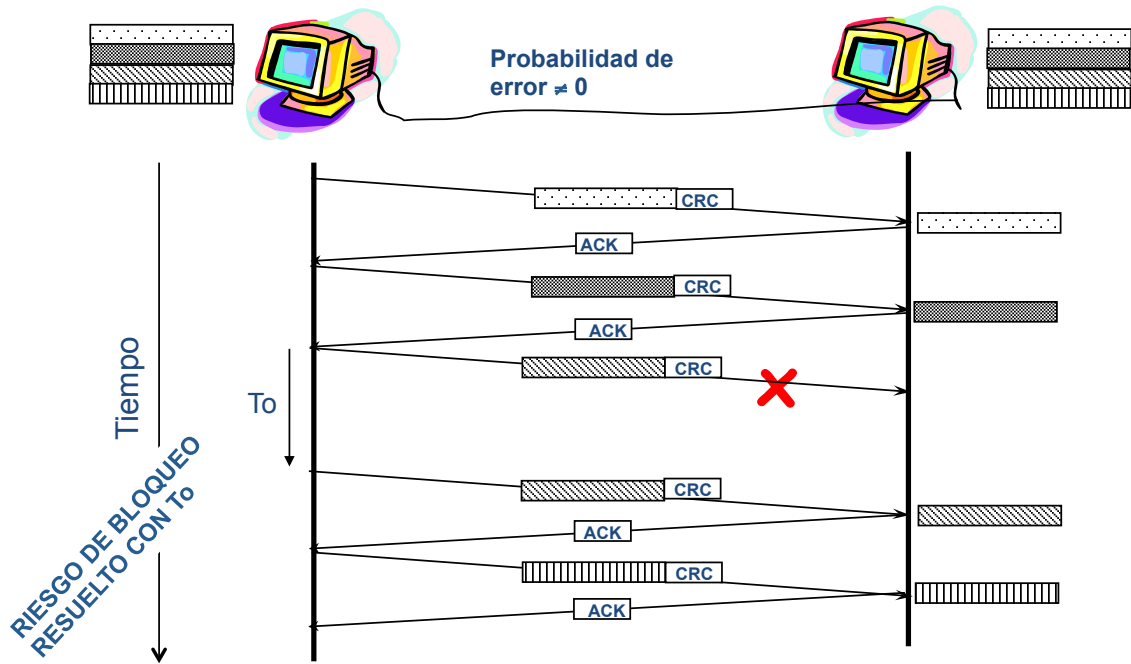 Probabilidad de
error ≠ 0
CRC
ACK
CRC
ACK
CRC
Tiempo
To
RIESGO DE BLOQUEO
RESUELTO CON To
CRC
ACK
CRC
ACK